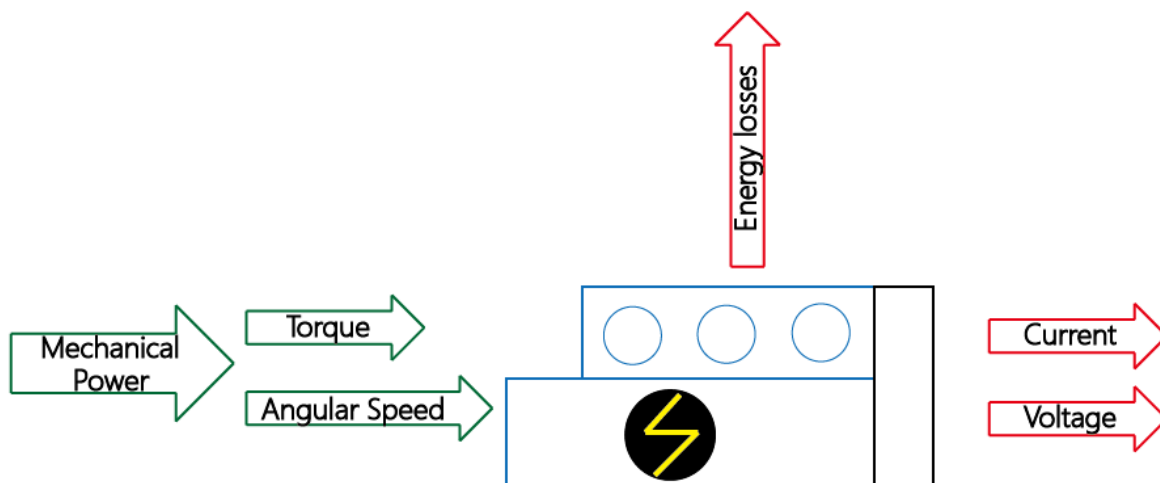 Energy losses
Mechanical
Power
Torque
Angular Speed
Current
Voltage